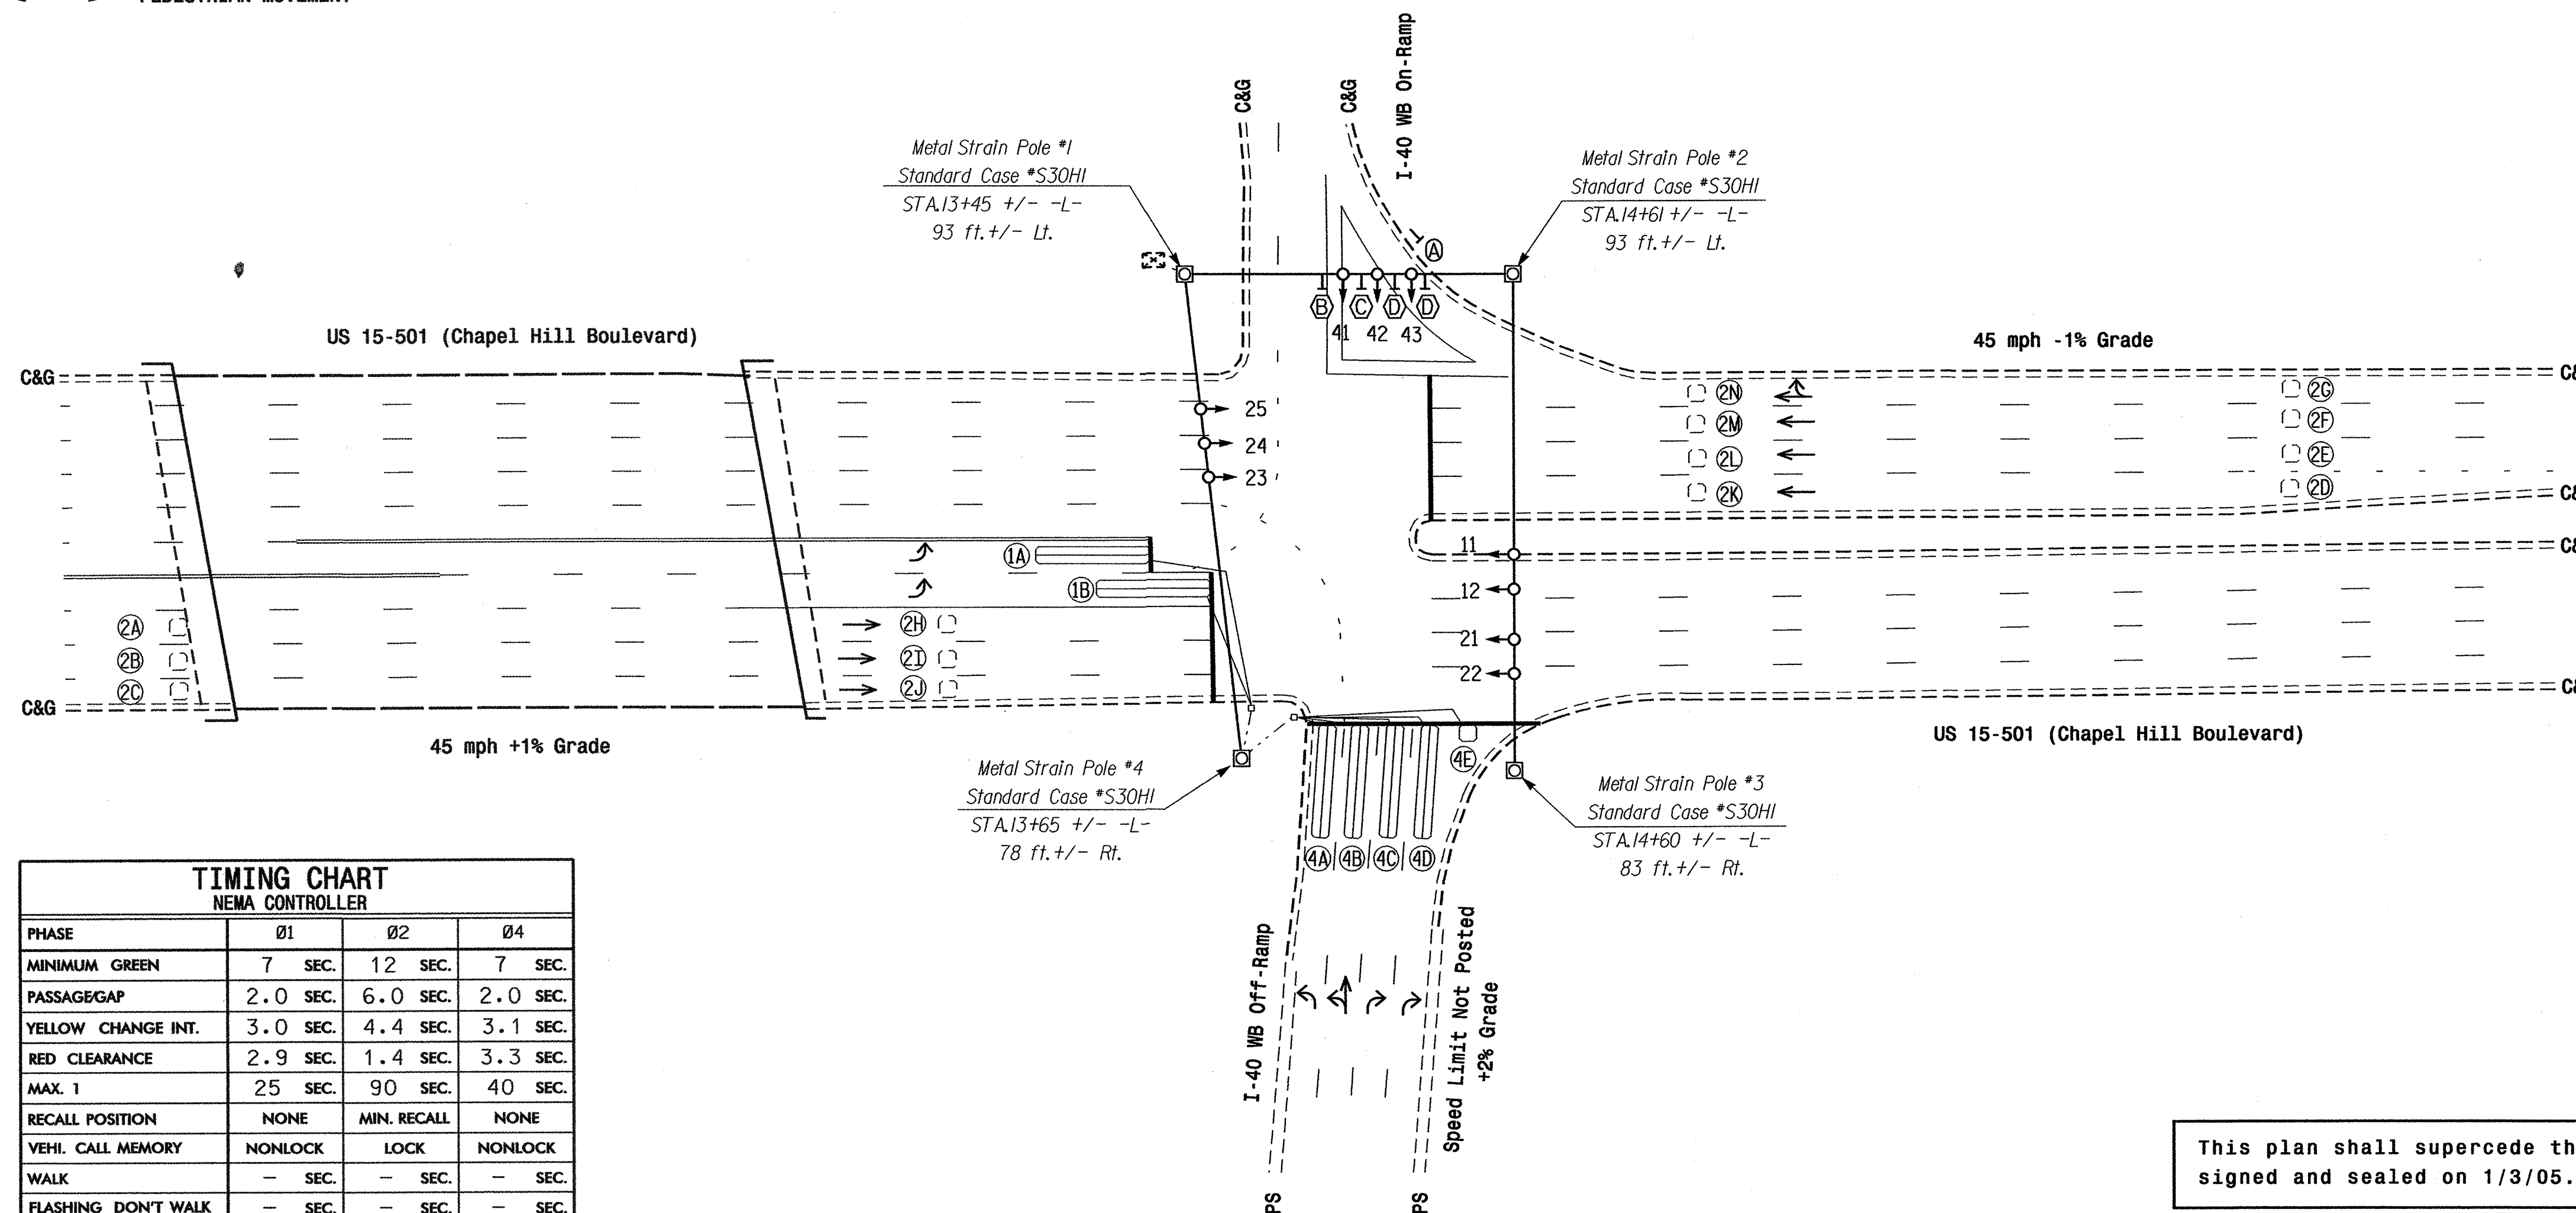 PEDESTRIAN MOVEMENT
I-40 WB On-Ramp
C&G
C&G
Metal Strain Pole #1
Standard Case #S30H1
STA.13+45 +/- -L-
93 ft.+/- Lt.
Metal Strain Pole #2
Standard Case #S30H1
STA.14+61 +/- -L-
93 ft.+/- Lt.
A
B
C
D
D
41
42
43
US 15-501 (Chapel Hill Boulevard)
45 mph -1% Grade
C&G
25
24
23
2N
2M
2L
2K
2G
2F
2E
2D
11
12
21
22
1A
1B
2A
2B
2C
2H
2I
2J
C&G
45 mph +1% Grade
US 15-501 (Chapel Hill Boulevard)
Metal Strain Pole #4
Standard Case #S30H1
STA.13+65 +/- -L-
78 ft.+/- Rt.
4E
Metal Strain Pole #3
Standard Case #S30H1
STA.14+60 +/- -L-
83 ft.+/- Rt.
4A
4B
4C
4D
I-40 WB Off-Ramp
Speed Limit Not Posted
+2% Grade
PS
PS
TIMING CHART
NEMA CONTROLLER
PHASE Ø1 Ø2 Ø4
MINIMUM GREEN 7 SEC. 12 SEC. 7 SEC.
PASSAGE/GAP 2.0 SEC. 6.0 SEC. 2.0 SEC.
YELLOW CHANGE INT. 3.0 SEC. 4.4 SEC. 3.1 SEC.
RED CLEARANCE 2.9 SEC. 1.4 SEC. 3.3 SEC.
MAX. 1 25 SEC. 90 SEC. 40 SEC.
RECALL POSITION NONE MIN. RECALL NONE
VEHI. CALL MEMORY NONLOCK LOCK NONLOCK
WALK – SEC. – SEC. – SEC.
FLASHING DON'T WALK – SEC. – SEC. – SEC.
This plan shall supercede th
signed and sealed on 1/3/05.